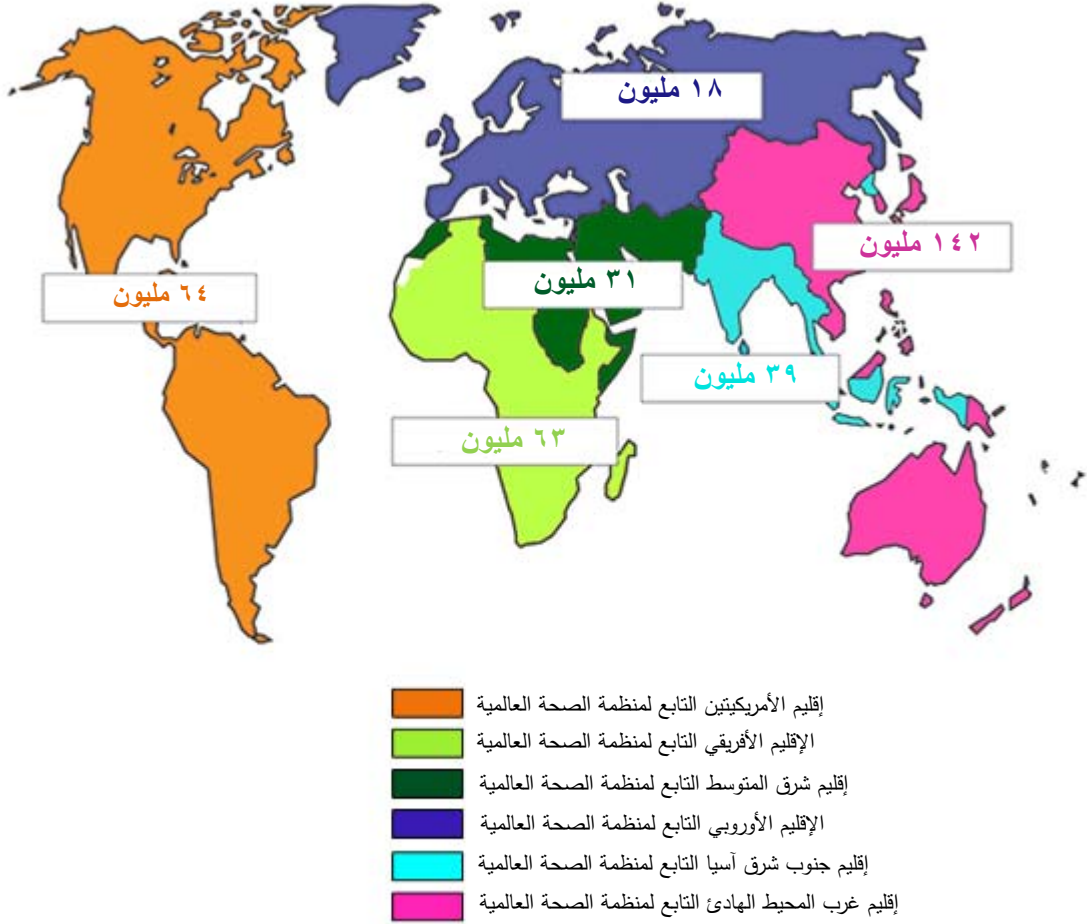 ١٨ مليون
١٤٢ مليون
٣١ مليون
٦٤ مليون
٣٩ مليون
٦٣ مليون
إقليم الأمريكيتين التابع لمنظمة الصحة العالمية
الإقليم الأفريقي التابع لمنظمة الصحة العالمية
إقليم شرق المتوسط التابع لمنظمة الصحة العالمية
الإقليم الأوروبي التابع لمنظمة الصحة العالمية
إقليم جنوب شرق آسيا التابع لمنظمة الصحة العالمية
إقليم غرب المحيط الهادئ التابع لمنظمة الصحة العالمية